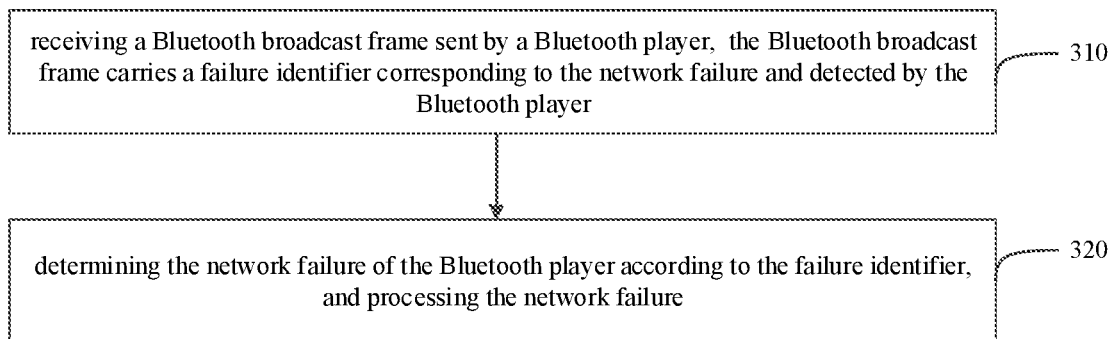 receiving a Bluetooth broadcast frame sent by a Bluetooth player, the Bluetooth broadcast
frame carries a failure identifier corresponding to the network failure and detected by the
Bluetooth player
310
determining the network failure of the Bluetooth player according to the failure identifier,
and processing the network failure
320